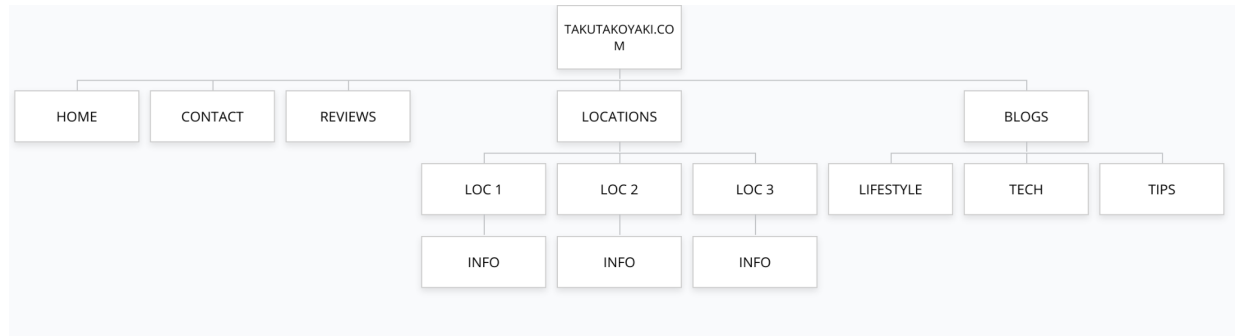 TAKUTAKOYAKI.CO
M
HOME
CONTACT
REVIEWS
LOCATIONS
BLOGS
LOC 1
LOC 2
LOC 3
LIFESTYLE
TECH
TIPS
INFO
INFO
INFO